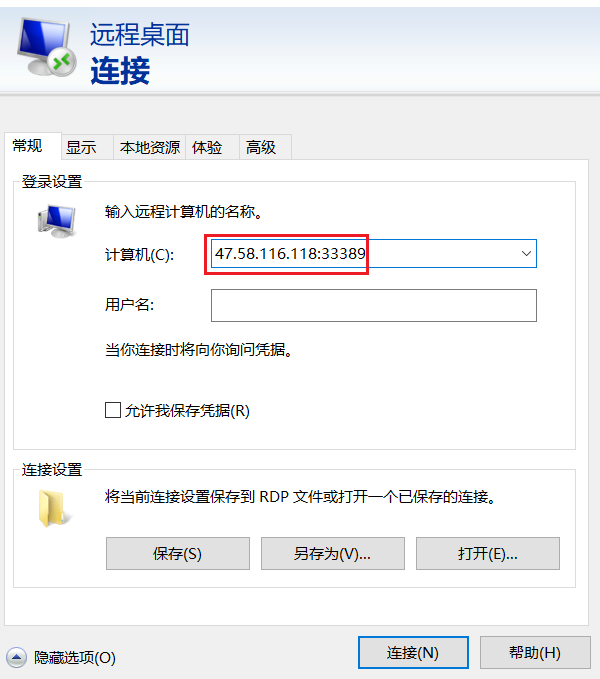 远程桌面
连接
常规 显示 本地资源 体验 高级
登录设置
输入远程计算机的名称。
计算机(C): 47.58.116.118:33389
用户名:
当你连接时将向你询问凭据。
允许我保存凭据(R)
连接设置
将当前连接设置保存到 RDP 文件或打开一个已保存的连接。
保存(S) 另存为(V)... 打开(E)...
隐藏选项(O) 连接(N) 帮助(H)